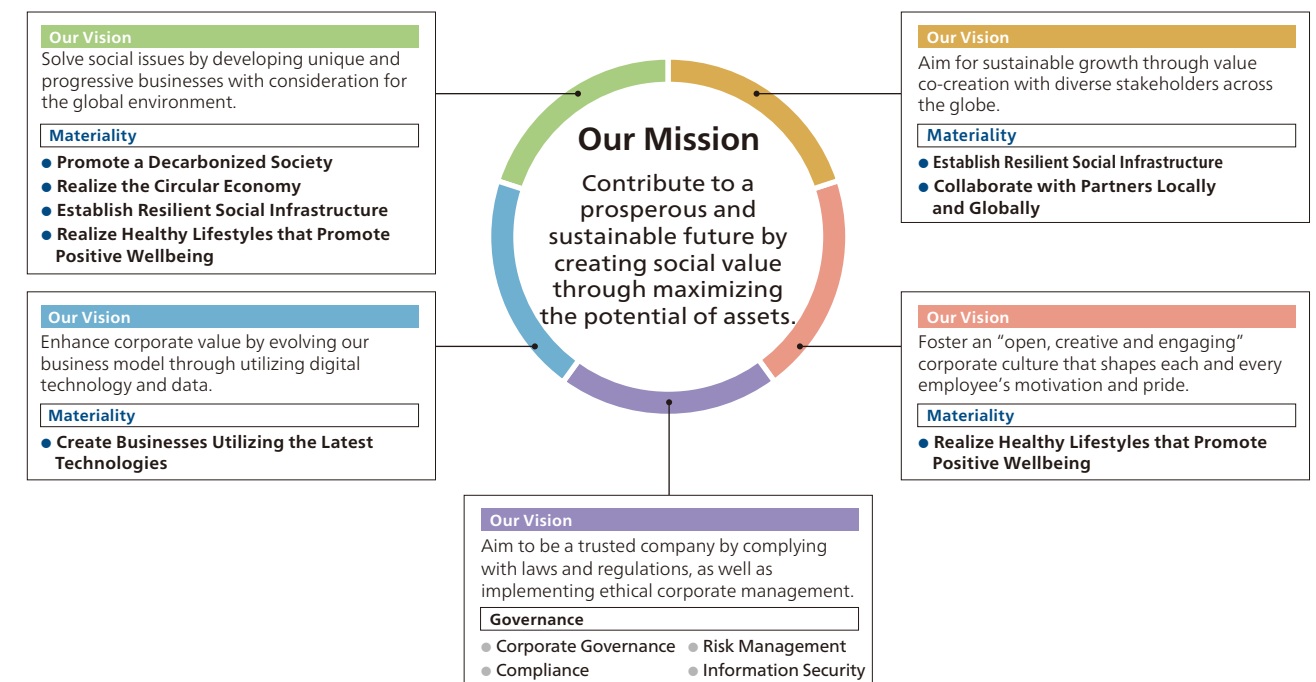 Our Vision
Solve social issues by developing unique and
progressive businesses with consideration for
the global environment.
Materiality
● Promote a Decarbonized Society
● Realize the Circular Economy
● Establish Resilient Social Infrastructure
● Realize Healthy Lifestyles that Promote
Positive Wellbeing
Our Vision
Enhance corporate value by evolving our
business model through utilizing digital
technology and data.
Materiality
● Create Businesses Utilizing the Latest
Technologies
Our Mission
Contribute to a
prosperous and
sustainable future by
creating social value
through maximizing
the potential of assets.
Our Vision
Aim for sustainable growth through value
co-creation with diverse stakeholders across
the globe.
Materiality
● Establish Resilient Social Infrastructure
● Collaborate with Partners Locally
and Globally
Our Vision
Foster an “open, creative and engaging”
corporate culture that shapes each and every
employee’s motivation and pride.
Materiality
● Realize Healthy Lifestyles that Promote
Positive Wellbeing
Our Vision
Aim to be a trusted company by complying
with laws and regulations, as well as
implementing ethical corporate management.
Governance
● Corporate Governance ● Risk Management
● Compliance ● Information Security